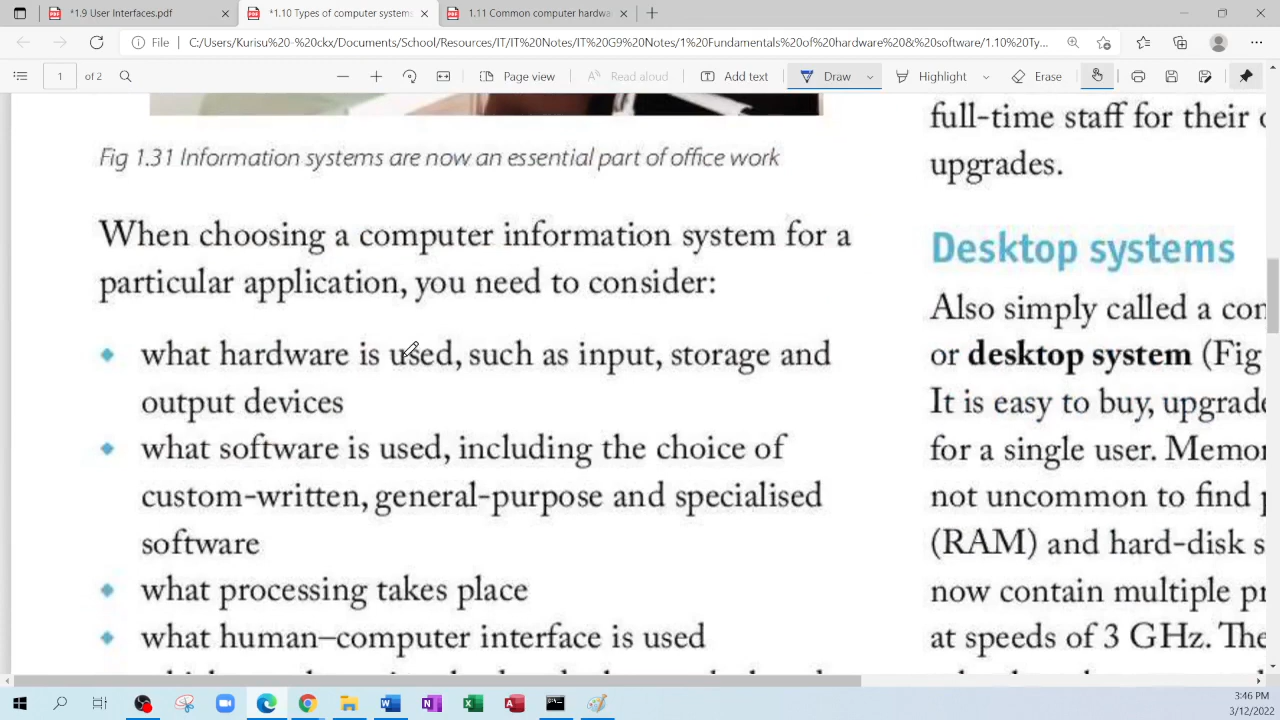 *1.9 User Interfaces.pdf
*1.10 Types of computer systems
1.11 Common computer hardwa
File
C:/Users/Kurisu%20-%20ckx/Documents/School/Resources/IT/IT%20Notes/IT%20G9%20Notes/1%20Fundamentals%20of%20hardware%20&%20software/1.10%20Ty...
1
of 2
Page view
Read aloud
Add text
Draw
Highlight
Erase
Fig 1.31 Information systems are now an essential part of office work
When choosing a computer information system for a
particular application, you need to consider:
what hardware is used, such as input, storage and
output devices
what software is used, including the choice of
custom-written, general-purpose and specialised
software
what processing takes place
what human–computer interface is used
full-time staff for their
upgrades.
Desktop systems
Also simply called a
or desktop system (Fig
It is easy to buy,
for a single user.
not uncommon to find
(RAM) and hard-disk
now contain multiple
at speeds of 3 GHz.
3:46 PM
3/12/2022